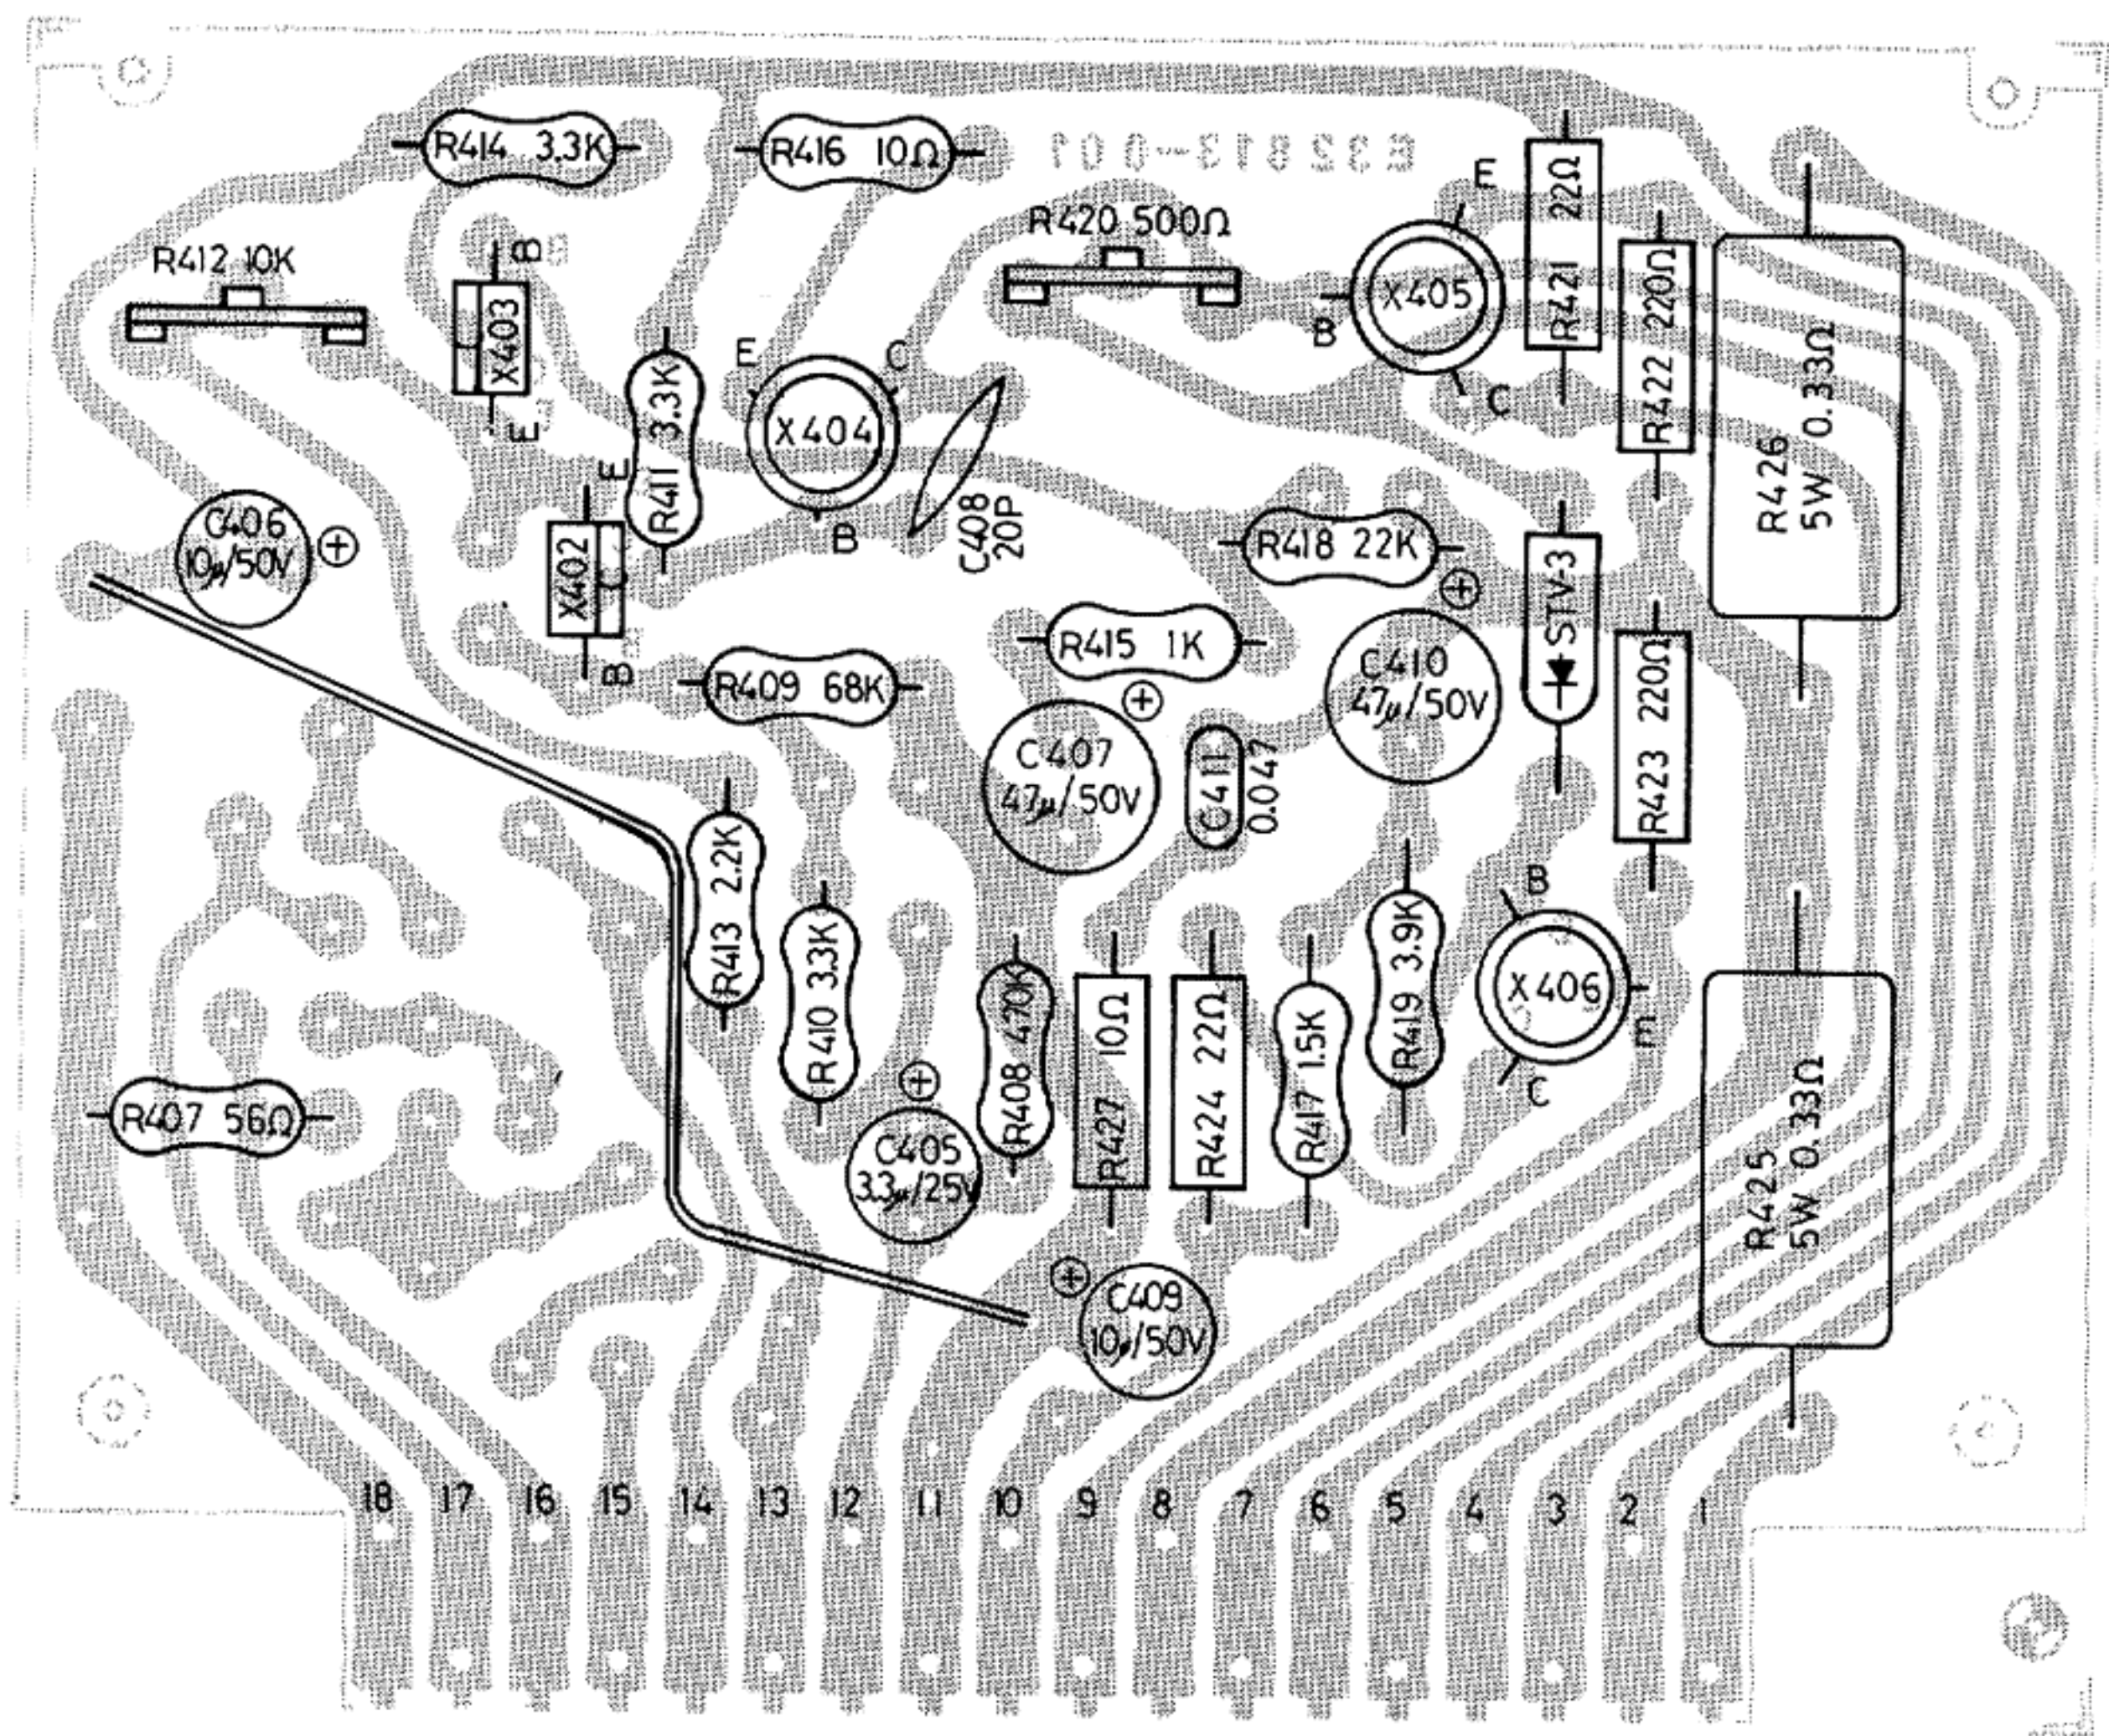 R414 3.3K
R416 10Ω
632813-001
R420 500Ω
E
X405
B
C
R421 22Ω
R422 220Ω
R426
5W 0.33Ω
R412 10K
B
X403
C
E
R411 3.3K
E
C
X404
B
C408
20P
C406
10μ/50V
+
E
X402
C
B
R418 22K
+
STV-3
R409 68K
R415 1K
+
C407
47μ/50V
C411
0.047
C410
47μ/50V
R423 220Ω
R413 2.2K
R410 3.3K
R408 470K
R427 10Ω
R424 22Ω
R417 1.5K
R419 3.9K
B
X406
E
C
R425
5W 0.33Ω
R407 56Ω
+
C405
3.3μ/25V
+
C409
10μ/50V
18 17 16 15 14 13 12 11 10 9 8 7 6 5 4 3 2 1